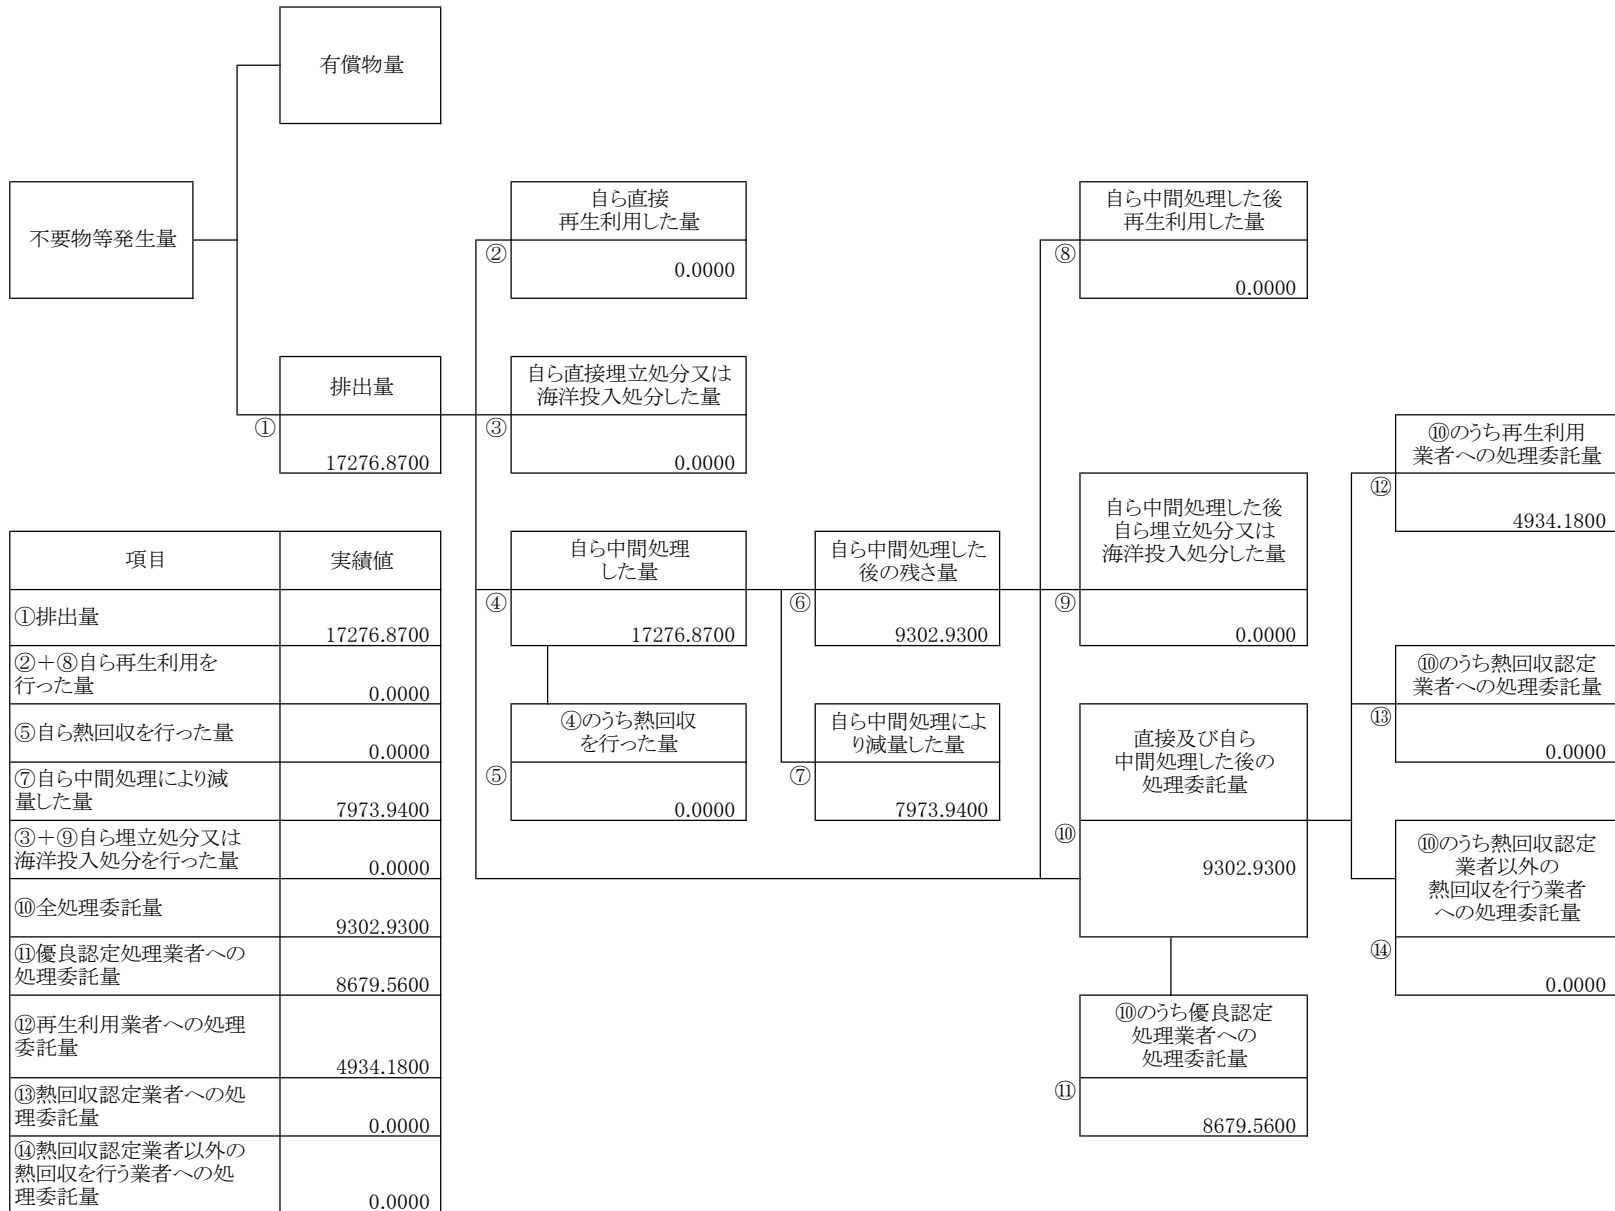 有償物量
不要物等発生量
排出量
①
17276.8700
自ら直接
再生利用した量
②
0.0000
自ら直接埋立処分又は
海洋投入処分した量
③
0.0000
自ら中間処理
した量
④
17276.8700
④のうち熱回収
を行った量
⑤
0.0000
自ら中間処理した
後の残さ量
⑥
9302.9300
自ら中間処理によ
り減量した量
⑦
7973.9400
自ら中間処理した後
再生利用した量
⑧
0.0000
自ら中間処理した後
自ら埋立処分又は
海洋投入処分した量
⑨
0.0000
直接及び自ら
中間処理した後の
処理委託量
⑩
9302.9300
⑩のうち優良認定
処理業者への
処理委託量
⑪
8679.5600
⑩のうち再生利用
業者への処理委託量
⑫
4934.1800
⑩のうち熱回収認定
業者への処理委託量
⑬
0.0000
⑩のうち熱回収認定
業者以外の
熱回収を行う業者
への処理委託量
⑭
0.0000
項目 実績値
①排出量
17276.8700
②+⑧自ら再生利用を
行った量
0.0000
⑤自ら熱回収を行った量
0.0000
⑦自ら中間処理により減
量した量
7973.9400
③+⑨自ら埋立処分又は
海洋投入処分を行った量
0.0000
⑩全処理委託量
9302.9300
⑪優良認定処理業者への
処理委託量
8679.5600
⑫再生利用業者への処理
委託量
4934.1800
⑬熱回収認定業者への処
理委託量
0.0000
⑭熱回収認定業者以外の
熱回収を行う業者への処
理委託量
0.0000